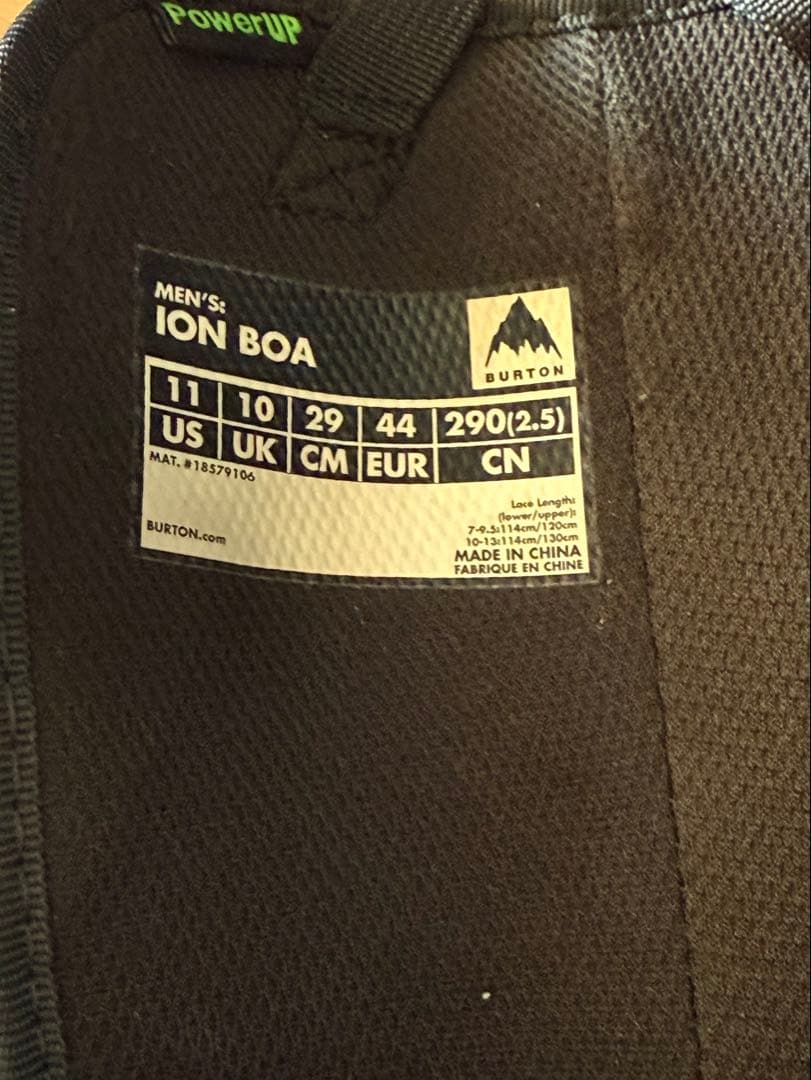 PowerUP
MEN'S:
ION BOA
BURTON
11 10 29 44 290(2.5)
US UK CM EUR CN
MAT. #18579106
Lace Length:
(lower/upper):
7-9.5:114cm/120cm
10-13:114cm/130cm
BURTON.com
MADE IN CHINA
FABRIQUE EN CHINE